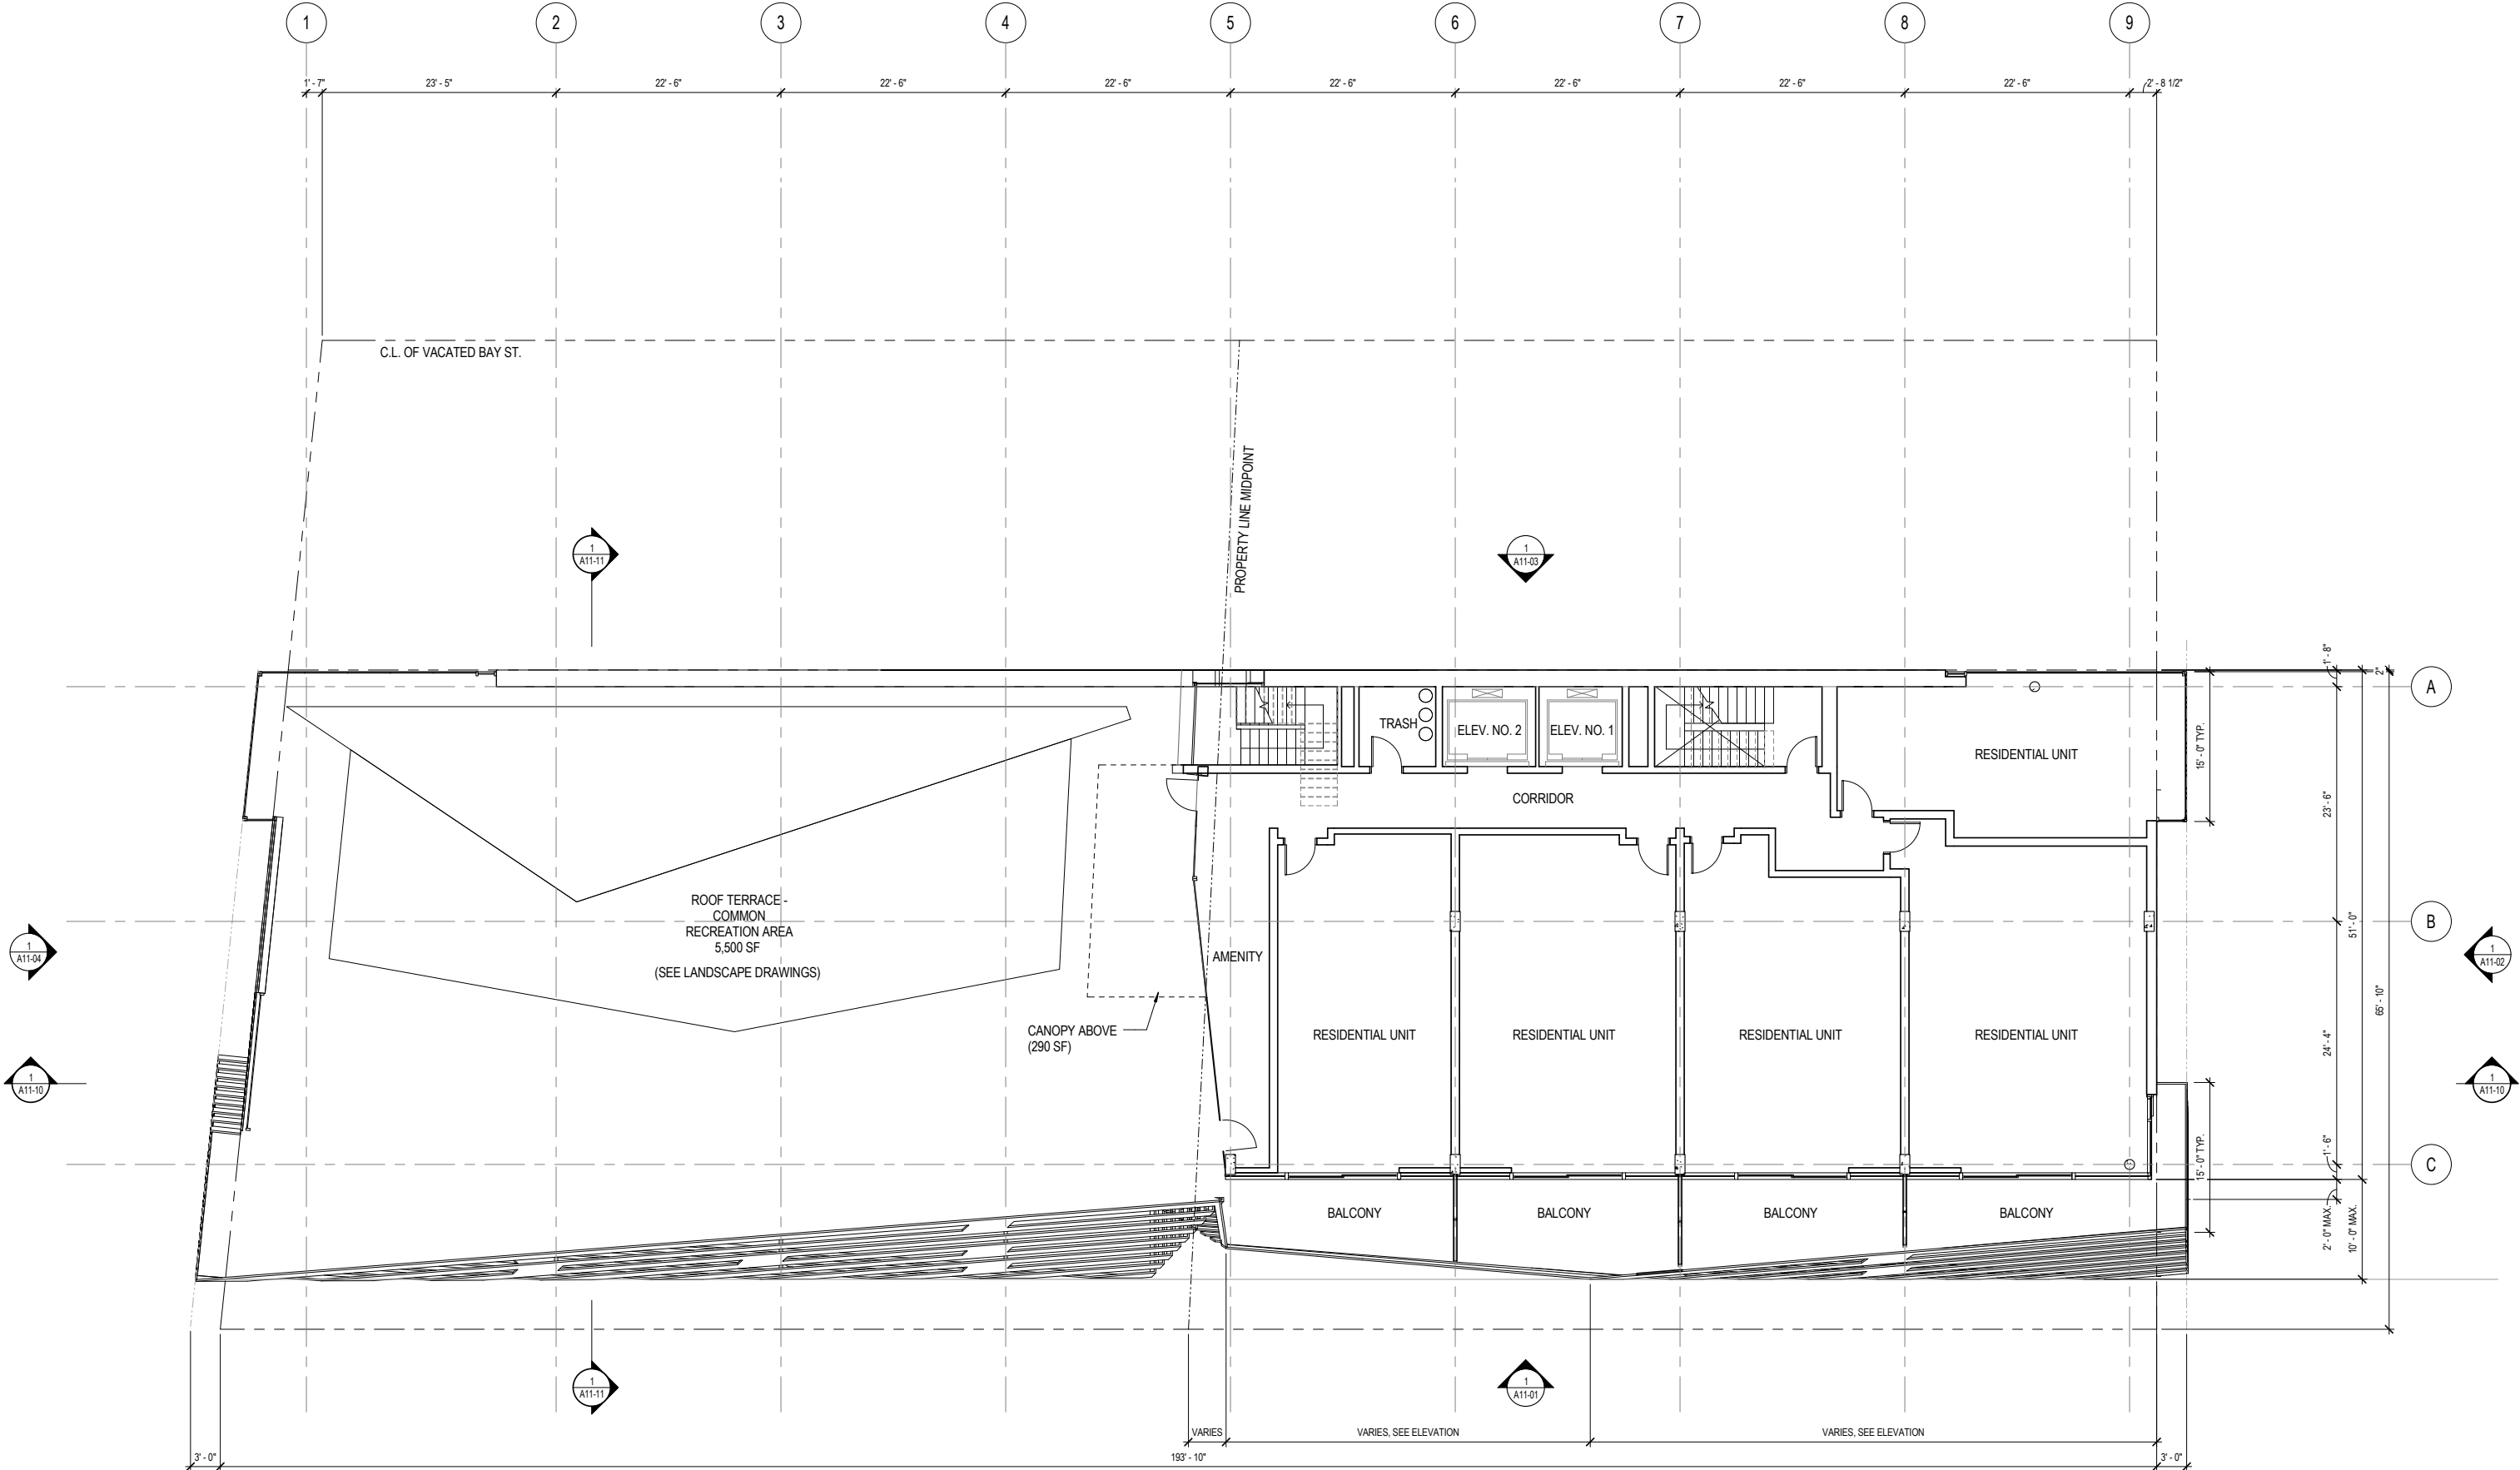 1
2
3
4
5
6
7
8
9
1' - 7"
23' - 5"
22' - 6"
22' - 6"
22' - 6"
22' - 6"
22' - 6"
22' - 6"
22' - 6"
2' - 8 1/2"
C.L. OF VACATED BAY ST.
PROPERTY LINE MIDPOINT
1
A11-11
1
A11-03
1' - 8"
2"
A
TRASH
ELEV. NO. 2
ELEV. NO. 1
RESIDENTIAL UNIT
15' - 0" TYP.
CORRIDOR
23' - 6"
ROOF TERRACE -
COMMON
RECREATION AREA
5,500 SF
(SEE LANDSCAPE DRAWINGS)
B
51' - 0"
1
A11-04
AMENITY
1
A11-02
65' - 10"
CANOPY ABOVE
(290 SF)
RESIDENTIAL UNIT
RESIDENTIAL UNIT
RESIDENTIAL UNIT
RESIDENTIAL UNIT
24' - 4"
1
A11-10
1
A11-10
15' - 0" TYP.
1' - 6"
C
BALCONY
BALCONY
BALCONY
BALCONY
2' - 0" MAX.
10' - 0" MAX.
1
A11-11
1
A11-01
VARIES
VARIES, SEE ELEVATION
VARIES, SEE ELEVATION
3' - 0"
193' - 10"
3' - 0"